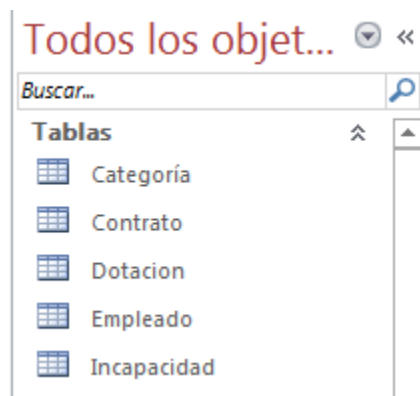 Todos los objet...
Buscar...
Tablas
Categoría
Contrato
Dotacion
Empleado
Incapacidad